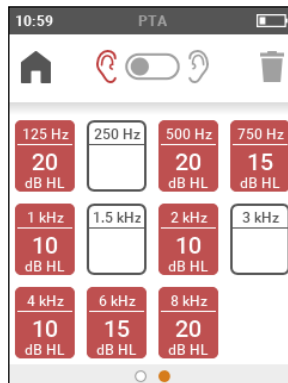 10:59 PTA
125 Hz 250 Hz 500 Hz 750 Hz
20 20 15
dB HL dB HL dB HL
1 kHz 1.5 kHz 2 kHz 3 kHz
10 10
dB HL dB HL
4 kHz 6 kHz 8 kHz
10 15 20
dB HL dB HL dB HL